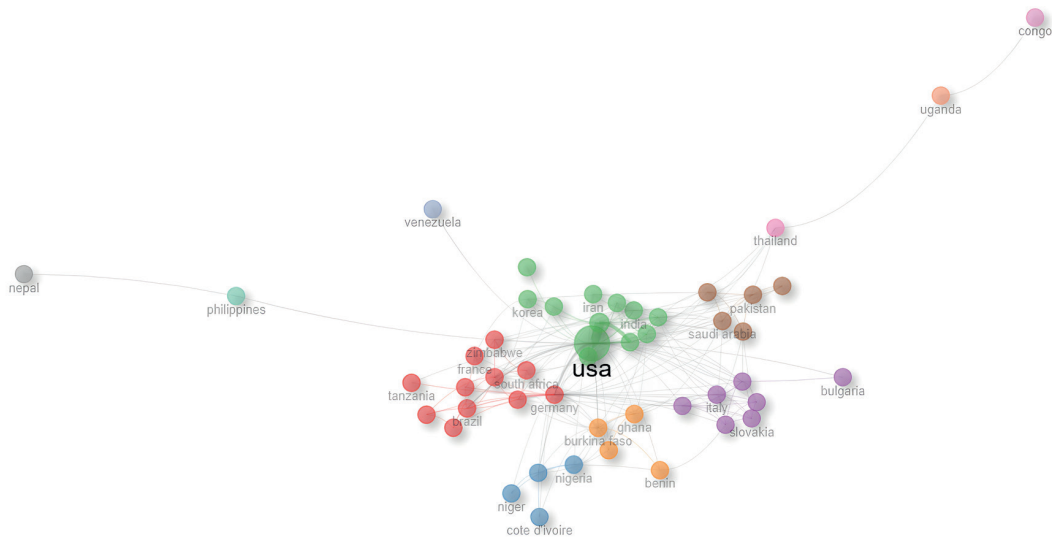 congo
uganda
venezuela
thailand
nepal
philippines
iran
pakistan
korea
india
saudi arabia
zimbabwe
france
usa
south africa
bulgaria
tanzania
germany
italy
brazil
ghana
slovakia
burkina faso
nigeria
benin
niger
cote d'ivoire